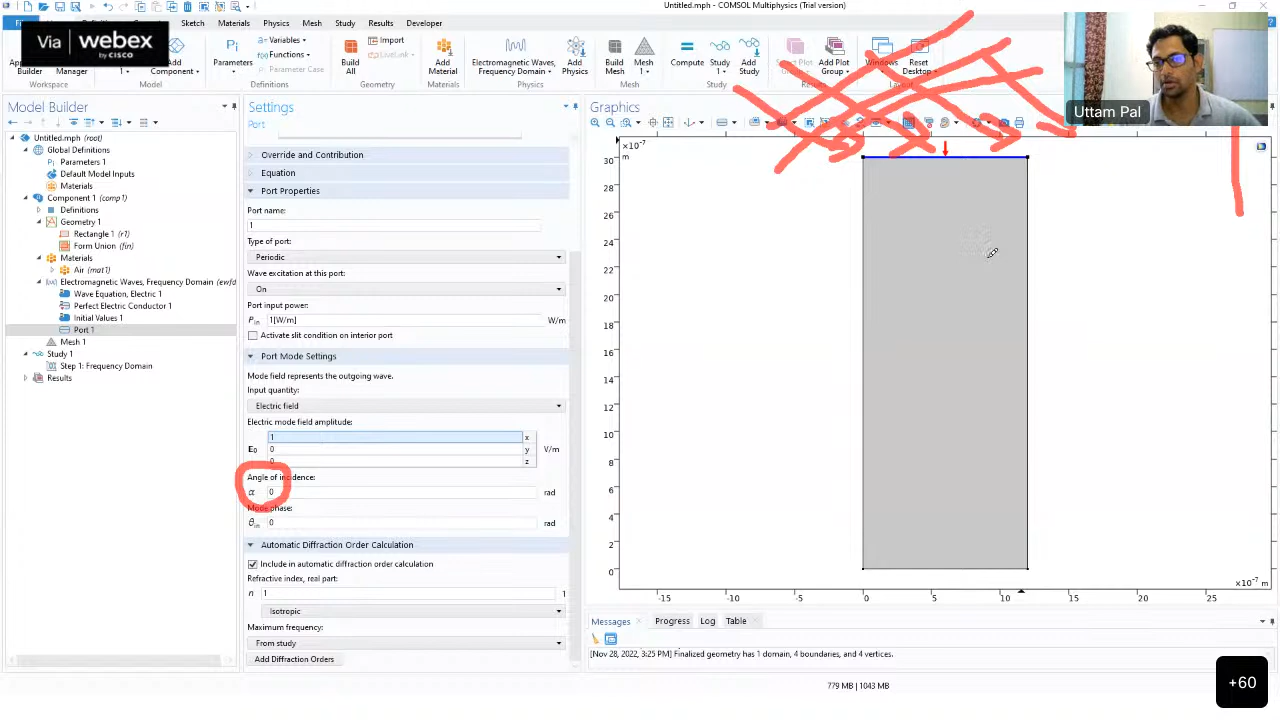 Untitled.mph - COMSOL Multiphysics (Trial version)
Sketch Materials Physics Mesh Study Results Developer
Via webex by CISCO
Builder Manager Component Parameters Variables Functions Parameter Case Build All Import LiveLink Add Material Electromagnetic Waves, Frequency Domain Add Physics Build Mesh Mesh 1 Compute Study 1 Add Study Add Plot Group Windows Reset Desktop
Workspace Model Definitions Geometry Materials Physics Mesh Study Layout
Uttam Pal
Model Builder
Untitled.mph (root)
Global Definitions
Parameters 1
Default Model Inputs
Materials
Component 1 (comp1)
Definitions
Geometry 1
Rectangle 1 (r1)
Form Union (fin)
Materials
Air (mat1)
Electromagnetic Waves, Frequency Domain (ewfd
Wave Equation, Electric 1
Perfect Electric Conductor 1
Initial Values 1
Port 1
Mesh 1
Study 1
Step 1: Frequency Domain
Results
Settings
Port
Override and Contribution
Equation
Port Properties
Port name:
1
Type of port:
Periodic
Wave excitation at this port:
On
Port input power:
Pin 1[W/m] W/m
Activate slit condition on interior port
Port Mode Settings
Mode field represents the outgoing wave.
Input quantity:
Electric field
Electric mode field amplitude:
1 x
E0 0 y V/m
0 z
Angle of incidence:
α 0 rad
Mode phase:
θin 0 rad
Automatic Diffraction Order Calculation
Include in automatic diffraction order calculation
Refractive index, real part:
n 1 1
Isotropic
Maximum frequency:
From study
Add Diffraction Orders
Graphics
×10⁻⁷
m
30
28
26
24
22
20
18
16
14
12
10
8
6
4
2
0
×10⁻⁷ m
-15 -10 -5 0 5 10 15 20 25
Messages Progress Log Table
[Nov 28, 2022, 3:25 PM] Finalized geometry has 1 domain, 4 boundaries, and 4 vertices.
779 MB | 1043 MB
+60